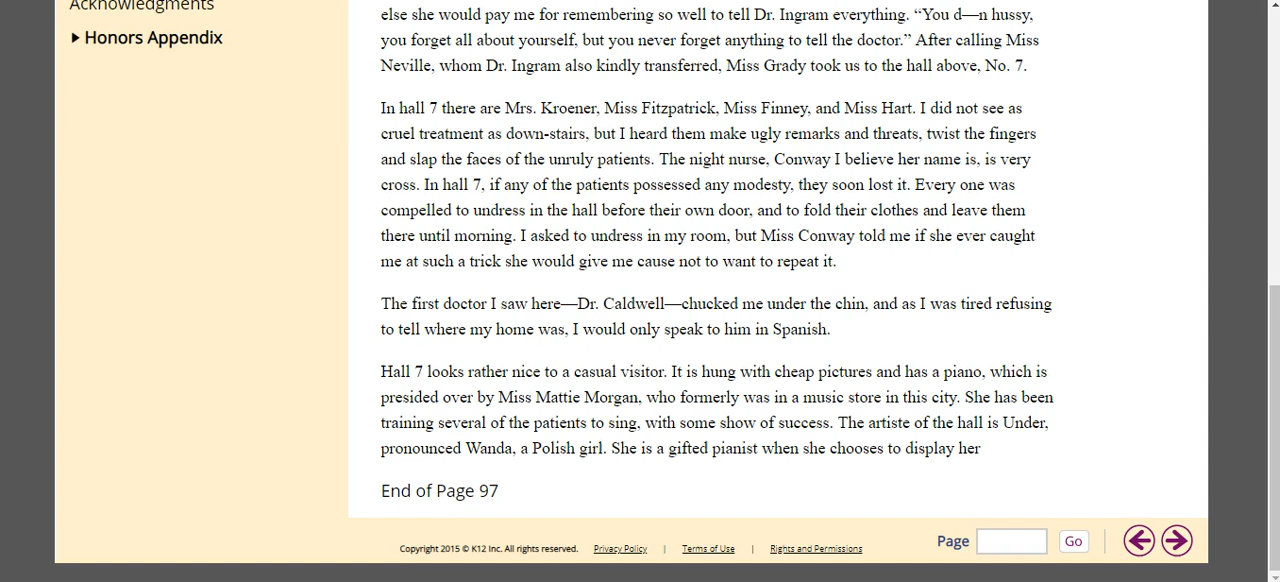 Acknowledgments
Honors Appendix
else she would pay me for remembering so well to tell Dr. Ingram everything. “You d—n hussy,
you forget all about yourself, but you never forget anything to tell the doctor.” After calling Miss
Neville, whom Dr. Ingram also kindly transferred, Miss Grady took us to the hall above, No. 7.
In hall 7 there are Mrs. Kroener, Miss Fitzpatrick, Miss Finney, and Miss Hart. I did not see as
cruel treatment as down-stairs, but I heard them make ugly remarks and threats, twist the fingers
and slap the faces of the unruly patients. The night nurse, Conway I believe her name is, is very
cross. In hall 7, if any of the patients possessed any modesty, they soon lost it. Every one was
compelled to undress in the hall before their own door, and to fold their clothes and leave them
there until morning. I asked to undress in my room, but Miss Conway told me if she ever caught
me at such a trick she would give me cause not to want to repeat it.
The first doctor I saw here—Dr. Caldwell—chucked me under the chin, and as I was tired refusing
to tell where my home was, I would only speak to him in Spanish.
Hall 7 looks rather nice to a casual visitor. It is hung with cheap pictures and has a piano, which is
presided over by Miss Mattie Morgan, who formerly was in a music store in this city. She has been
training several of the patients to sing, with some show of success. The artiste of the hall is Under,
pronounced Wanda, a Polish girl. She is a gifted pianist when she chooses to display her
End of Page 97
Copyright 2015 © K12 Inc. All rights reserved. Privacy Policy | Terms of Use | Rights and Permissions
Page Go